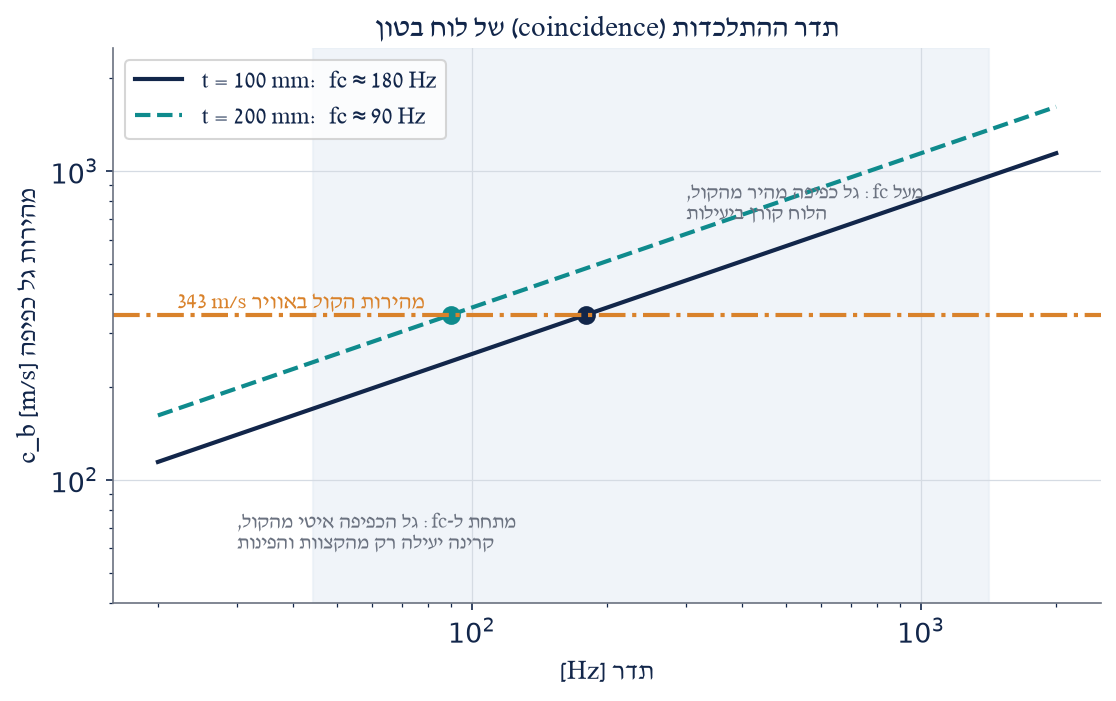 תדר ההתלכדות (coincidence) של לוח בטון
t = 100 mm:  fc ≈ 180 Hz
t = 200 mm:  fc ≈ 90 Hz
מעל fc: גל כפיפה מהיר מהקול,
הלוח קורן ביעילות
מהירות הקול באוויר 343 m/s
מתחת ל-fc: גל הכפיפה איטי מהקול,
קרינה יעילה רק מהקצוות והפינות
מהירות גל כפיפה c_b [m/s]
10³
10²
10²
10³
תדר [Hz]